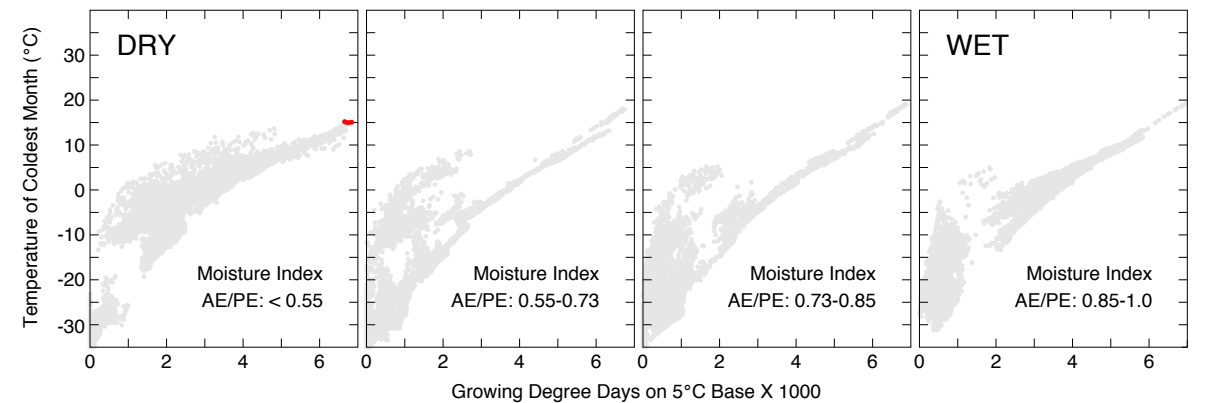 Temperature of Coldest Month (°C)
30
20
10
0
-10
-20
-30
DRY
Moisture Index
AE/PE: < 0.55
0 2 4 6
Moisture Index
AE/PE: 0.55-0.73
0 2 4 6
Moisture Index
AE/PE: 0.73-0.85
0 2 4 6
WET
Moisture Index
AE/PE: 0.85-1.0
0 2 4 6
Growing Degree Days on 5°C Base X 1000